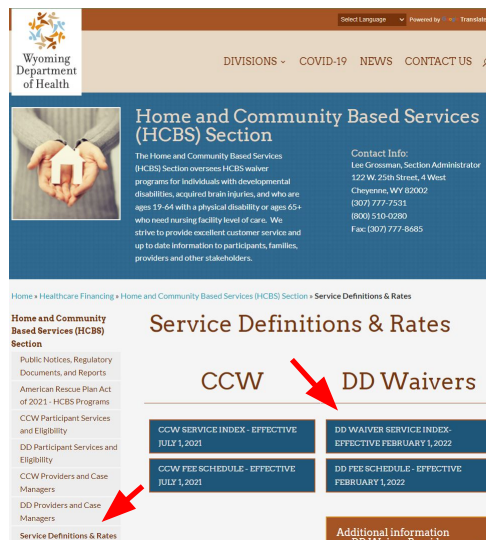 Select Language
Powered by
Translate
Wyoming
Department
of Health
DIVISIONS
COVID-19
NEWS
CONTACT US
Home and Community Based Services
(HCBS) Section
The Home and Community Based Services
(HCBS) Section oversees HCBS waiver
programs for individuals with developmental
disabilities, acquired brain injuries, and who are
ages 19-64 with a physical disability or ages 65+
who need nursing facility level of care. We
strive to provide excellent customer service and
up to date information to participants, families,
providers and other stakeholders.
Contact Info:
Lee Grossman, Section Administrator
122 W. 25th Street, 4 West
Cheyenne, WY 82002
(307) 777-7531
(800) 510-0280
Fax: (307) 777-8685
Home » Healthcare Financing » Home and Community Based Services (HCBS) Section » Service Definitions & Rates
Home and Community
Based Services (HCBS)
Section
Public Notices, Regulatory
Documents, and Reports
American Rescue Plan Act
of 2021 - HCBS Programs
CCW Participant Services
and Eligibility
DD Participant Services and
Eligibility
CCW Providers and Case
Managers
DD Providers and Case
Managers
Service Definitions & Rates
Service Definitions & Rates
CCW
CCW SERVICE INDEX - EFFECTIVE
JULY 1, 2021
CCW FEE SCHEDULE - EFFECTIVE
JULY 1, 2021
DD Waivers
DD WAIVER SERVICE INDEX-
EFFECTIVE FEBRUARY 1, 2022
DD FEE SCHEDULE - EFFECTIVE
FEBRUARY 1, 2022
Additional information